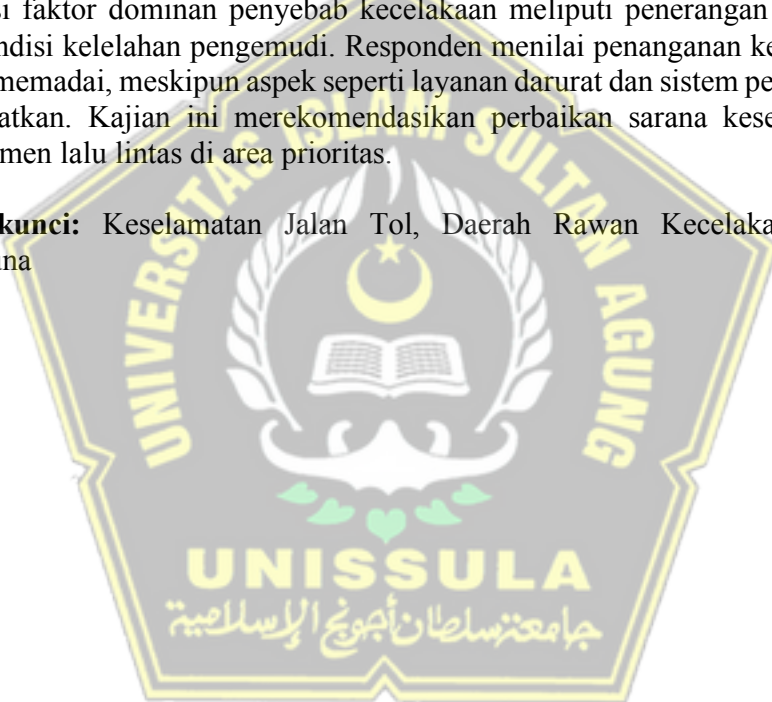 si faktor dominan penyebab kecelakaan meliputi penerangan
ndisi kelelahan pengemudi. Responden menilai penanganan ke
memadai, meskipun aspek seperti layanan darurat dan sistem pe
atkan. Kajian ini merekomendasikan perbaikan sarana kese
men lalu lintas di area prioritas.
kunci: Keselamatan Jalan Tol, Daerah Rawan Kecelaka
una
UNIVERSITAS ISLAM SULTAN AGUNG
UNISSULA
جامعة سلطان أجونج الإسلامية